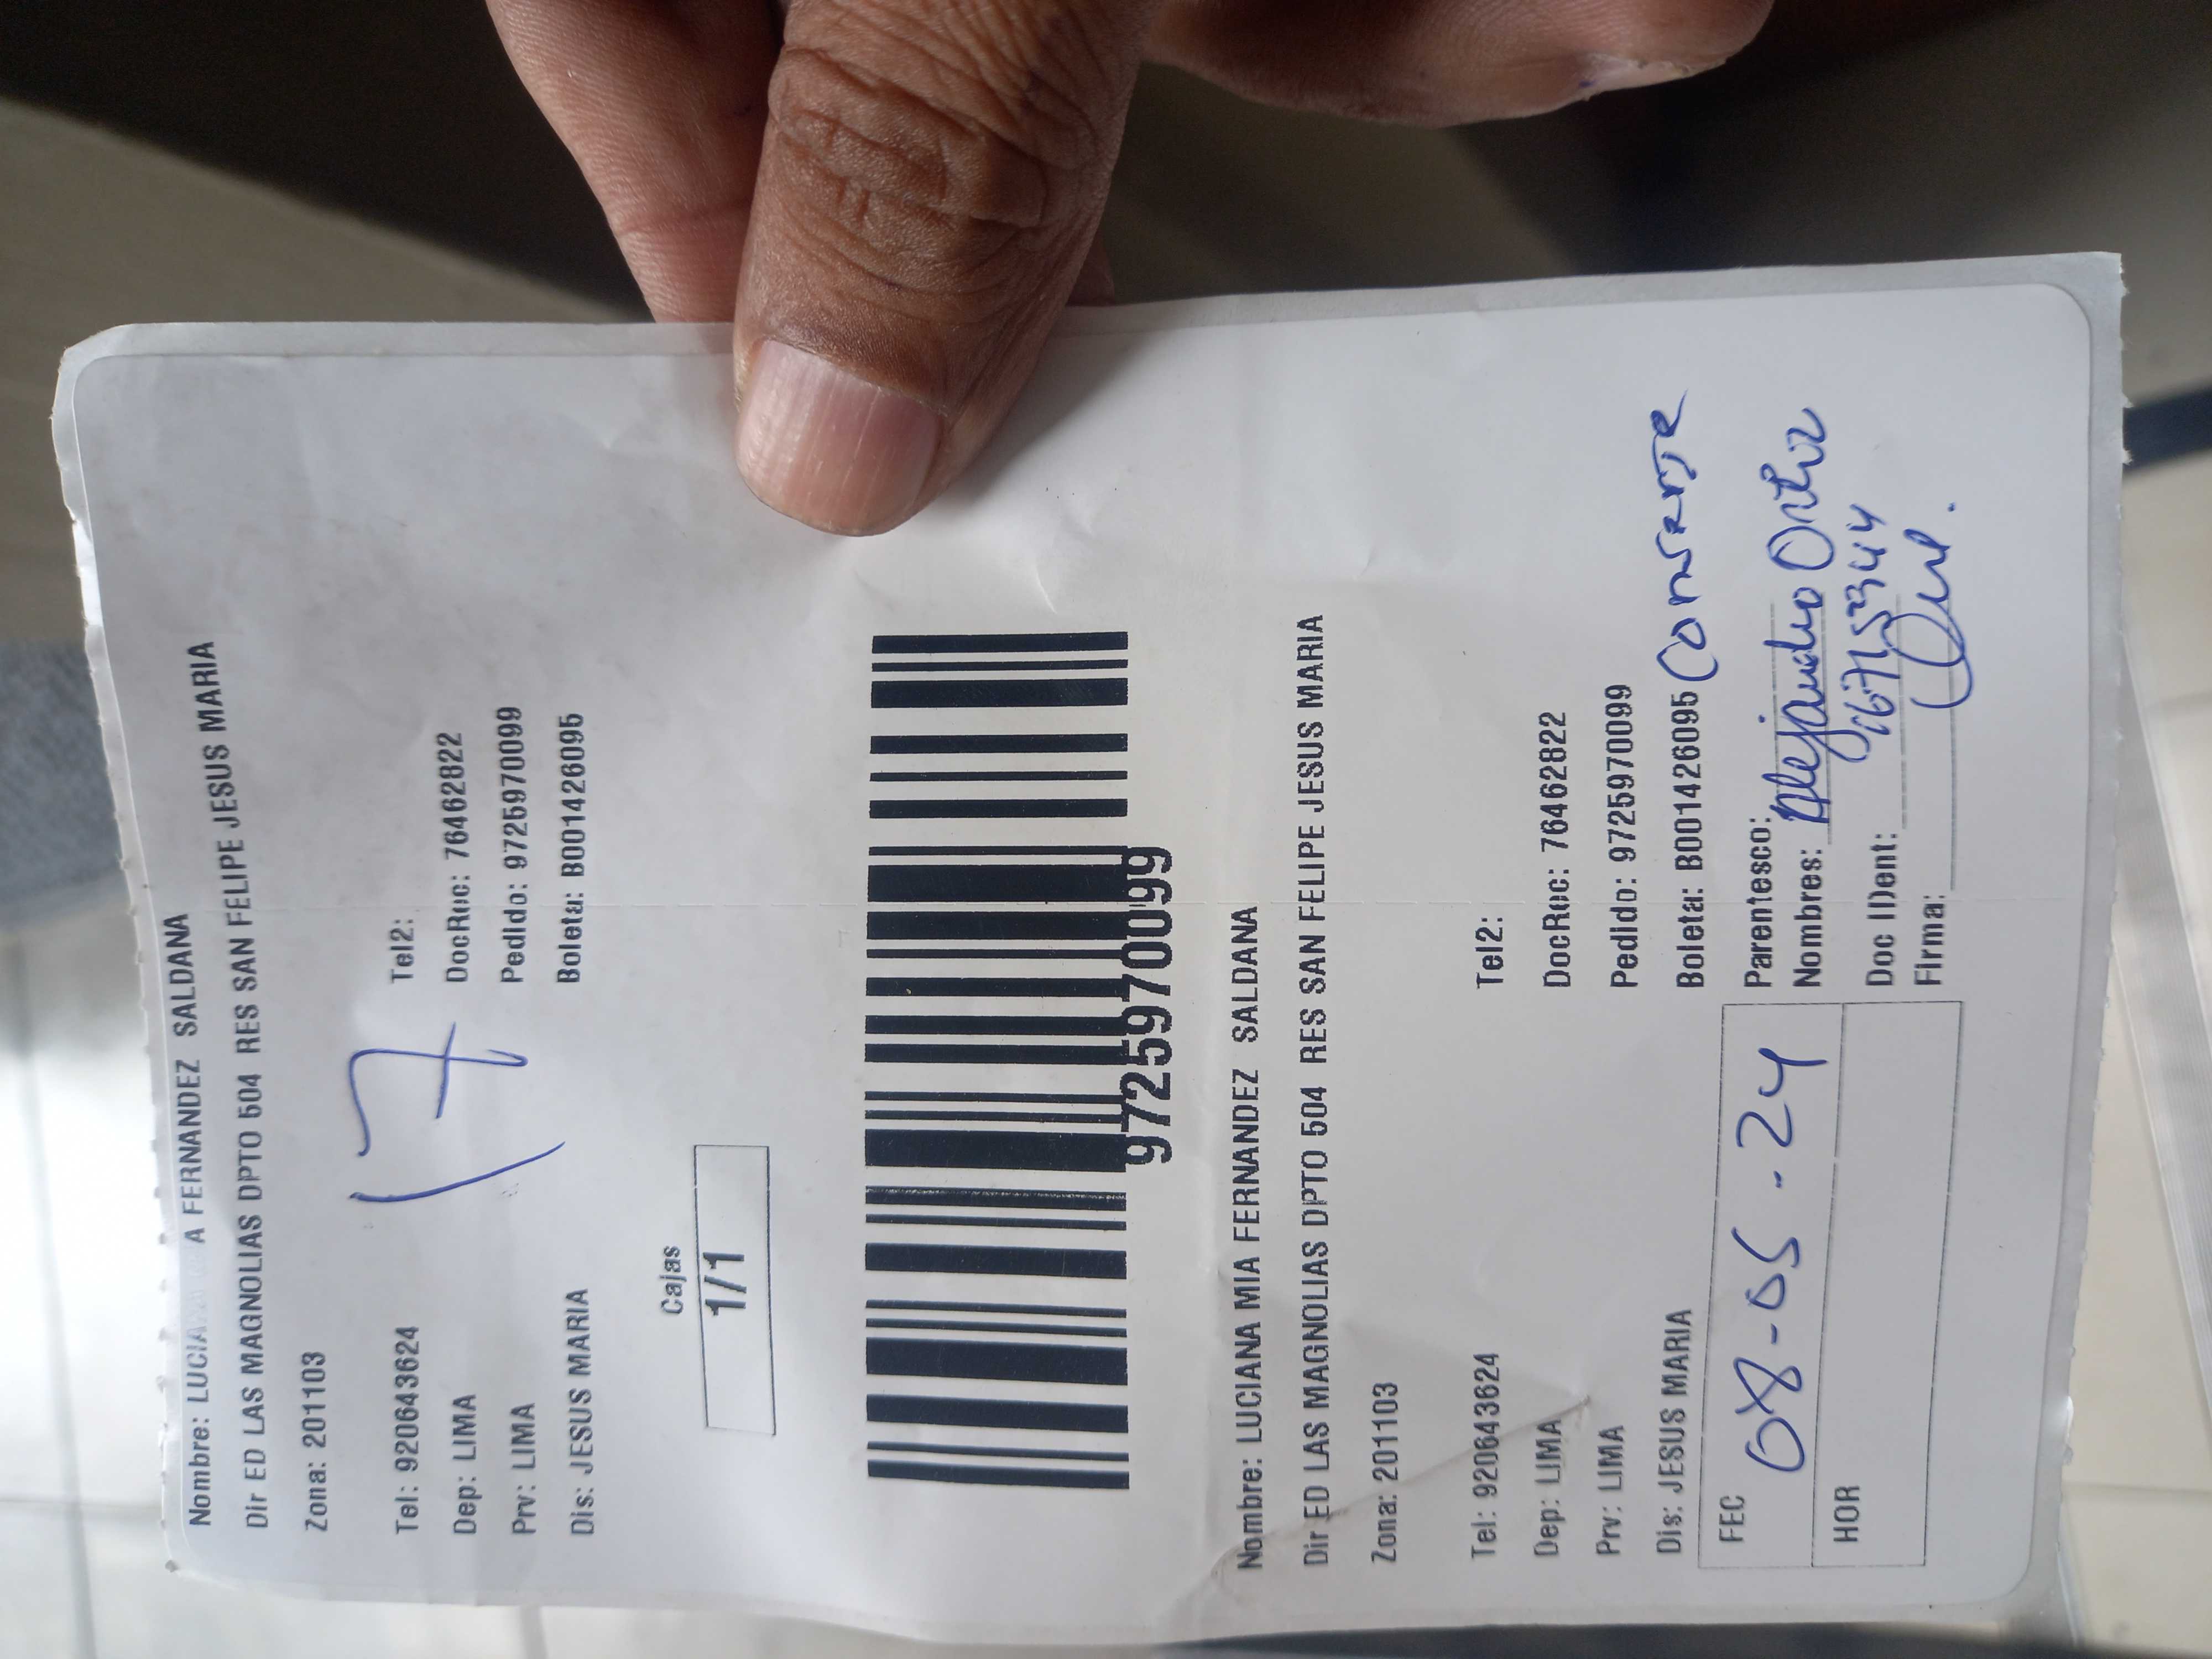 Nombre: LUCIANA A FERNANDEZ SALDANA
Dir ED LAS MAGNOLIAS DPTO 504 RES SAN FELIPE JESUS MARIA
Zona: 201103
17
Tel: 920643624 Tel2:
Dep: LIMA DocRuc: 76462822
Prv: LIMA Pedido: 9725970099
Dis: JESUS MARIA Boleta: B001426095
Cajas
1/1
9725970099
Nombre: LUCIANA MIA FERNANDEZ SALDANA
Dir ED LAS MAGNOLIAS DPTO 504 RES SAN FELIPE JESUS MARIA
Zona: 201103
Tel: 920643624 Tel2:
Dep: LIMA DocRuc: 76462822
Prv: LIMA Pedido: 9725970099
Dis: JESUS MARIA Boleta: B001426095
FEC 08-05-24 Parentesco: Conserje
Nombres: Alejandro Ortiz
HOR Doc IDent:
Firma: